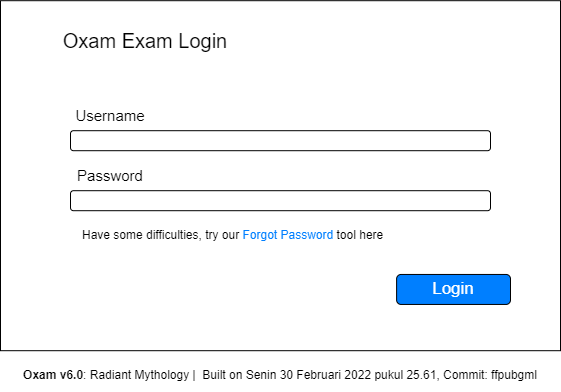 Oxam Exam Login
Username
Password
Have some difficulties, try our Forgot Password tool here
Login
Oxam v6.0: Radiant Mythology | Built on Senin 30 Februari 2022 pukul 25.61, Commit: ffpubgml